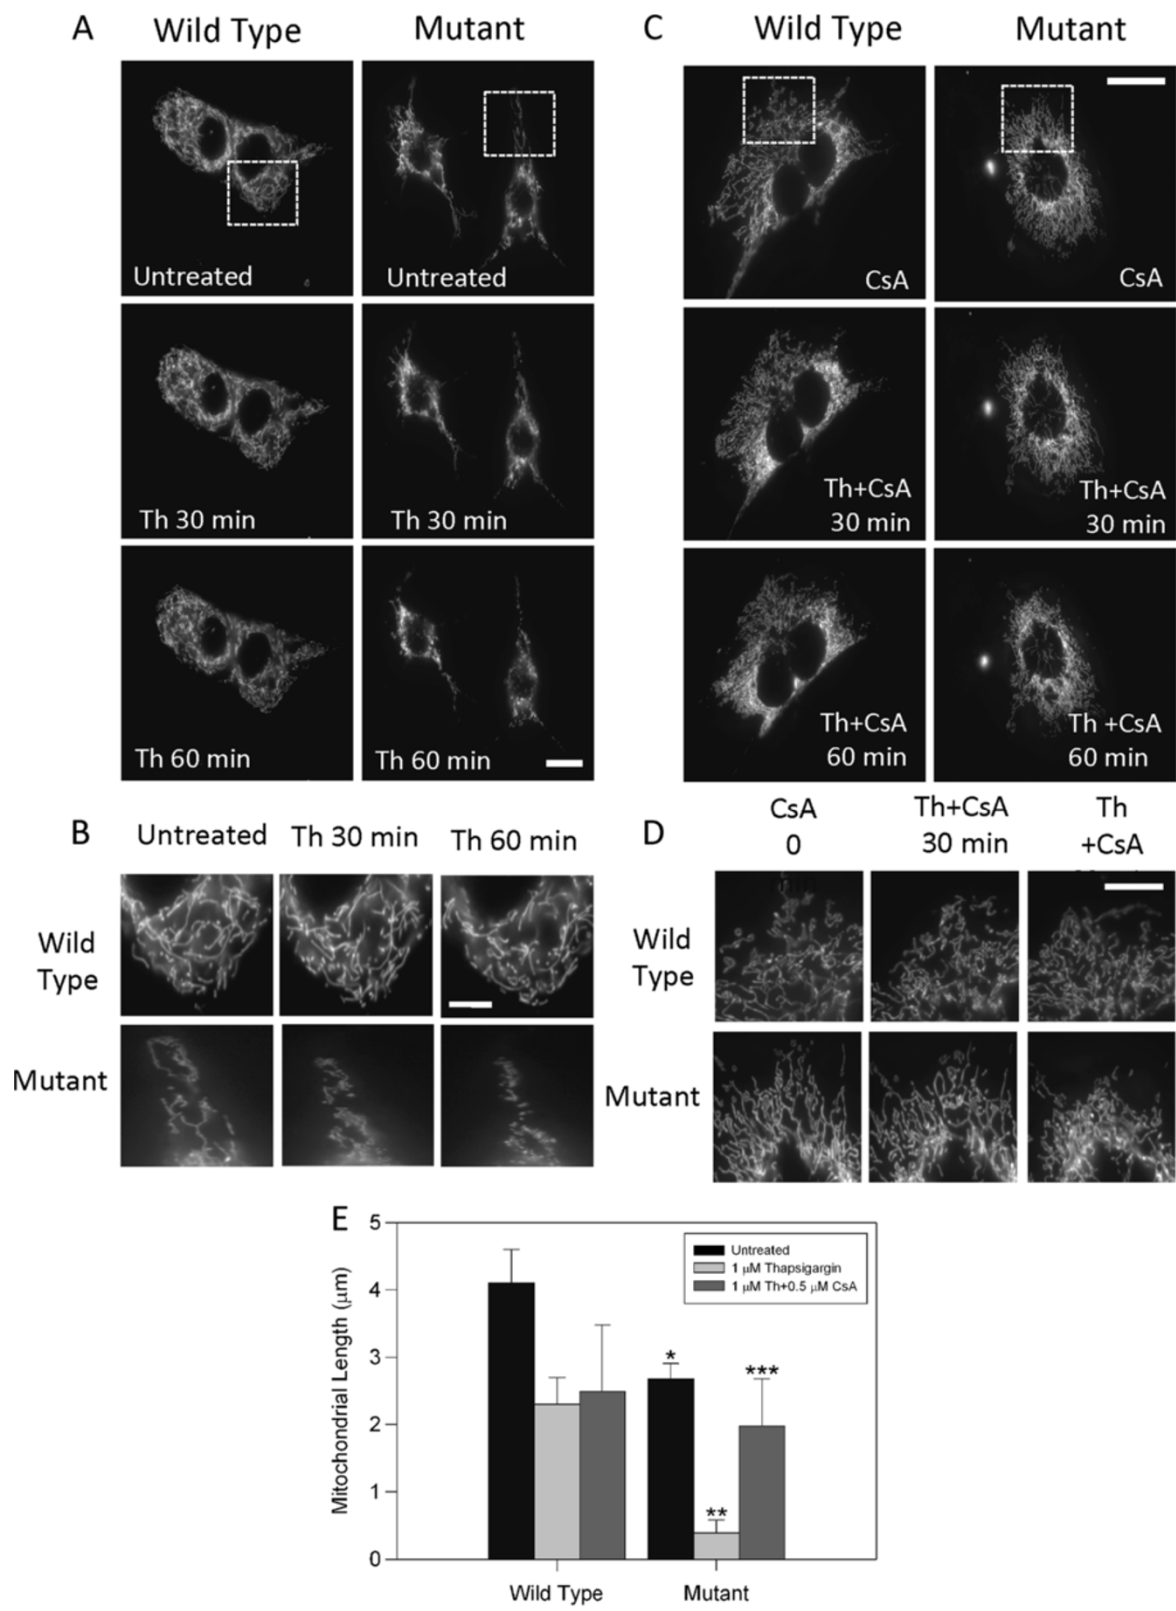 A
Wild Type
Mutant
Untreated
Untreated
Th 30 min
Th 30 min
Th 60 min
Th 60 min
C
Wild Type
Mutant
CsA
CsA
Th+CsA
30 min
Th+CsA
30 min
Th+CsA
60 min
Th +CsA
60 min
B
Untreated
Th 30 min
Th 60 min
Wild
Type
Mutant
D
CsA
0
Th+CsA
30 min
Th
+CsA
Wild
Type
Mutant
E
Mitochondrial Length (μm)
5
4
3
2
1
0
Untreated
1 μM Thapsigargin
1 μM Th+0.5 μM CsA
*
**
***
Wild Type
Mutant